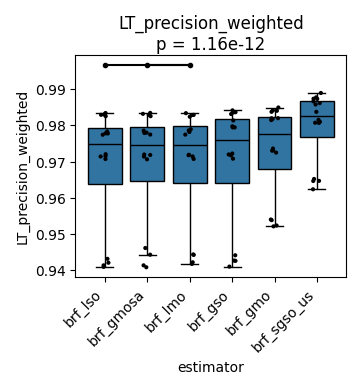 LT_precision_weighted
p = 1.16e-12
LT_precision_weighted
0.99
0.98
0.97
0.96
0.95
0.94
brf_lso
brf_gmosa
brf_lmo
brf_gso
brf_gmo
brf_sgso_us
estimator